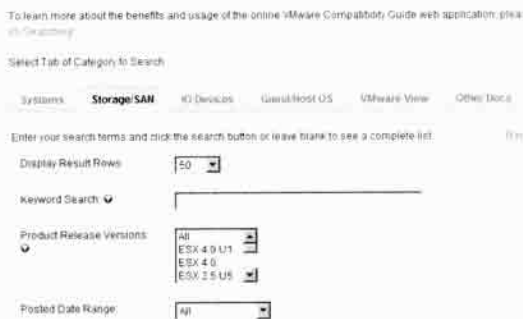 To learn more about the benefits and usage of the online VMware Compatibility Guide web application, plea
Select Tab of Category to Search
Systems Storage/SAN IO Devices Guest/Host OS VMware View Other Docs
Enter your search terms and click the search button or leave blank to see a complete list.
Display Result Rows: 50
Keyword Search:
Product Release Versions:
All
ESX 4.0 U1
ESX 4.0
ESX 3.5 U5
Posted Date Range: All